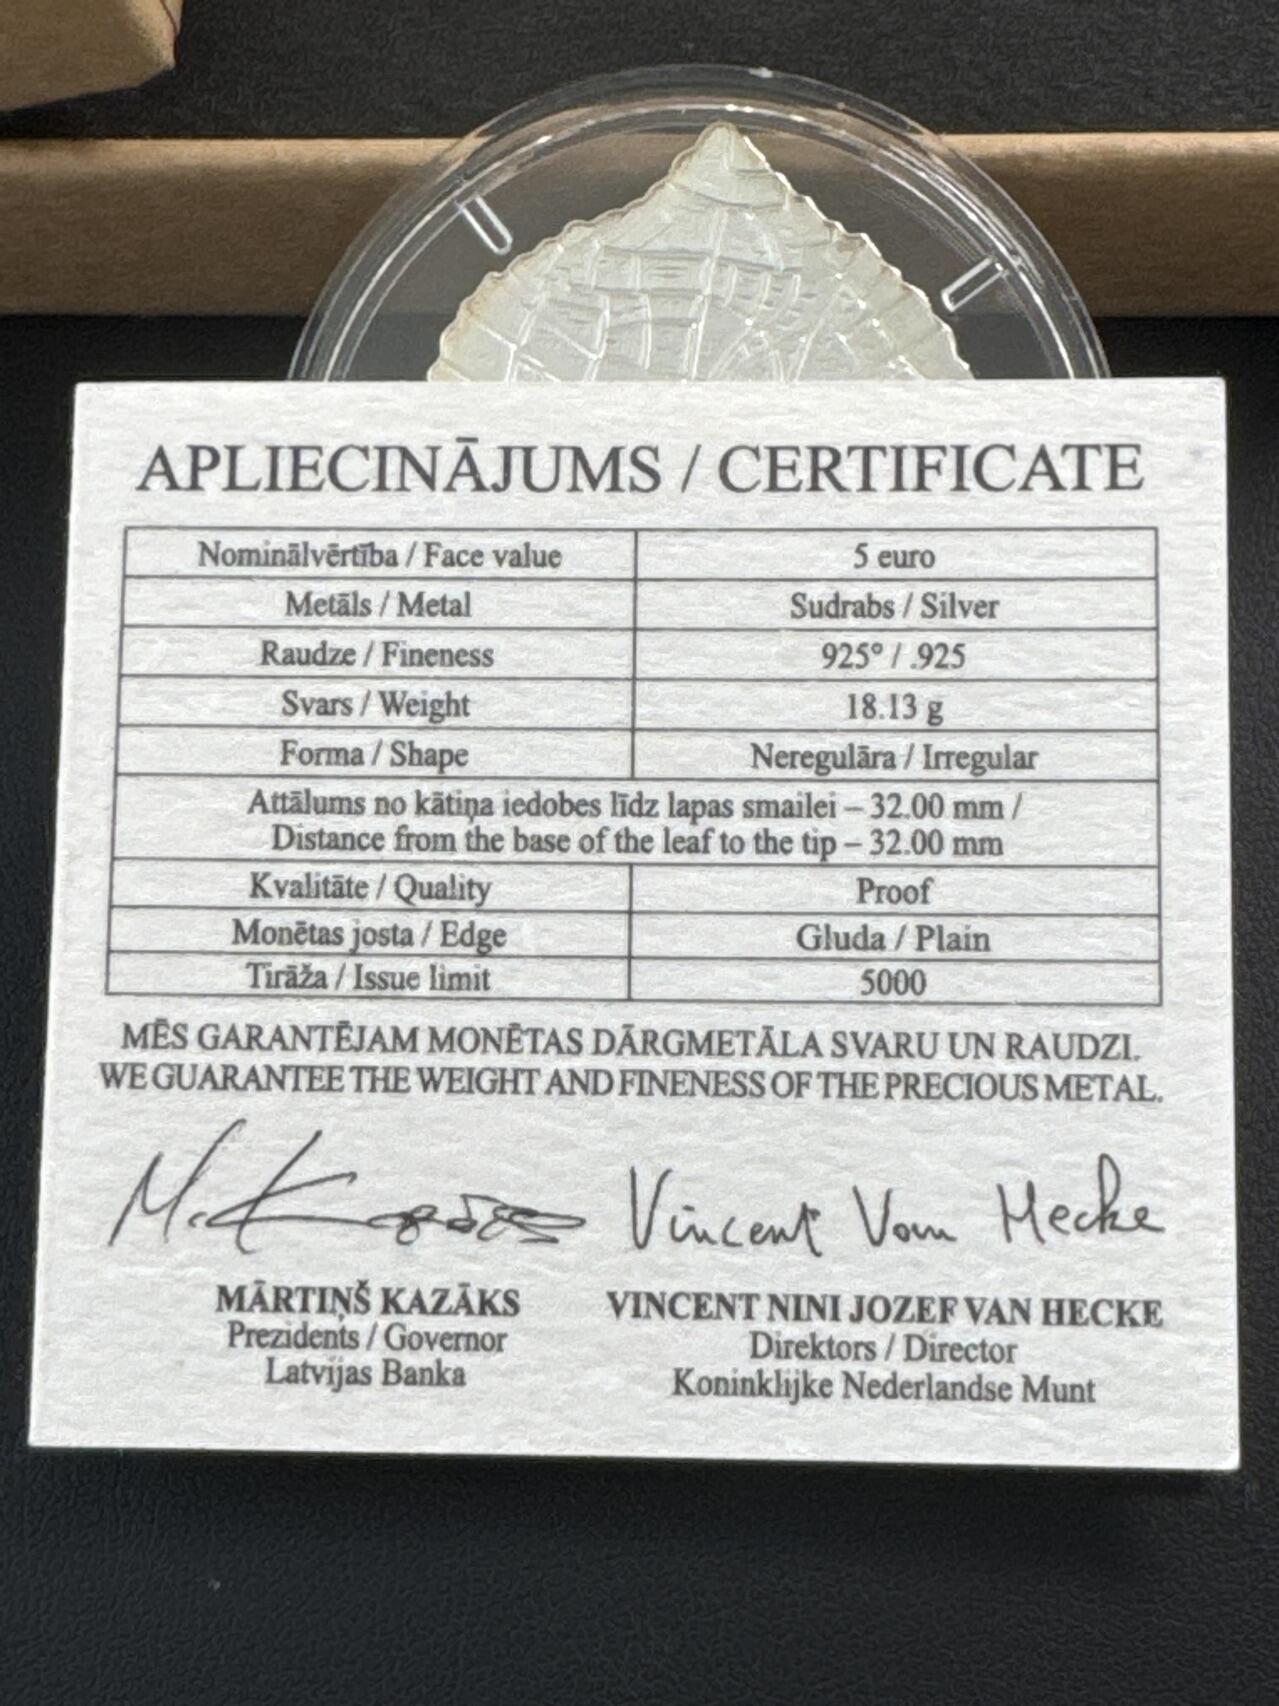 APLIECINĀJUMS / CERTIFICATE
Nominālvērtība / Face value 5 euro
Metāls / Metal Sudrabs / Silver
Raudze / Fineness 925° / .925
Svars / Weight 18.13 g
Forma / Shape Neregulāra / Irregular
Attālums no kātiņa iedobes līdz lapas smailei – 32.00 mm /
Distance from the base of the leaf to the tip – 32.00 mm
Kvalitāte / Quality Proof
Monētas josta / Edge Gluda / Plain
Tirāža / Issue limit 5000
MĒS GARANTĒJAM MONĒTAS DĀRGMETĀLA SVARU UN RAUDZI.
WE GUARANTEE THE WEIGHT AND FINENESS OF THE PRECIOUS METAL.
M. Kazāks Vincent Van Hecke
MĀRTIŅŠ KAZĀKS VINCENT NINI JOZEF VAN HECKE
Prezidents / Governor Direktors / Director
Latvijas Banka Koninklijke Nederlandse Munt